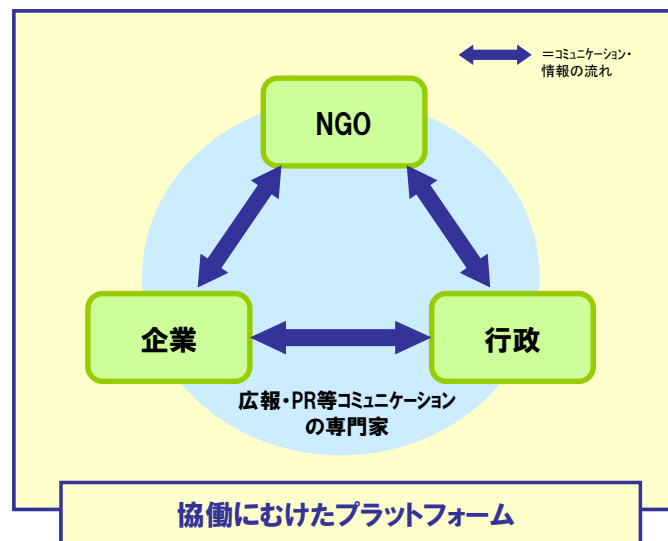 ＝ｺﾐｭﾆｹｰｼｮﾝ・
情報の流れ
NGO
企業
行政
広報・PR等ｺﾐｭﾆｹｰｼｮﾝ
の専門家
協働にむけたプラットフォーム